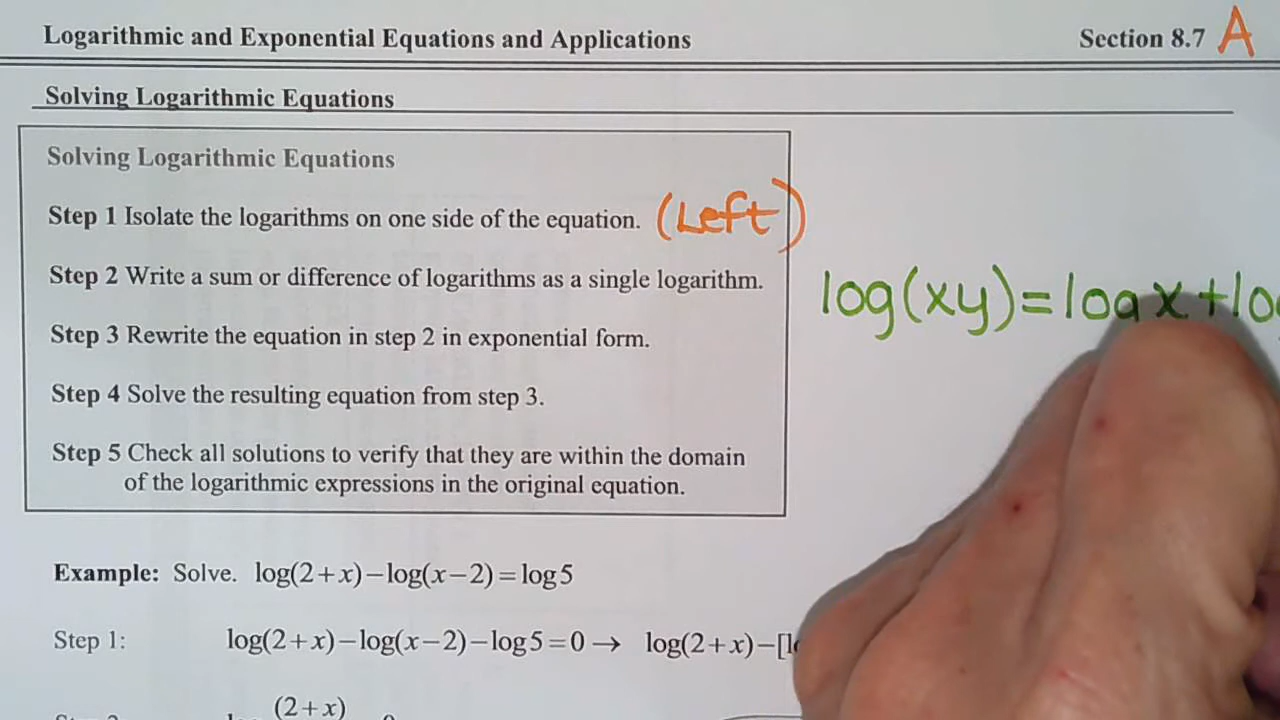 Logarithmic and Exponential Equations and Applications Section 8.7 A
Solving Logarithmic Equations
Solving Logarithmic Equations
Step 1 Isolate the logarithms on one side of the equation. (Left)
Step 2 Write a sum or difference of logarithms as a single logarithm.
log(xy)=log x+lo
Step 3 Rewrite the equation in step 2 in exponential form.
Step 4 Solve the resulting equation from step 3.
Step 5 Check all solutions to verify that they are within the domain
of the logarithmic expressions in the original equation.
Example: Solve. log(2+x)−log(x−2)=log5
Step 1: log(2+x)−log(x−2)−log5=0→ log(2+x)−[l
(2+x)